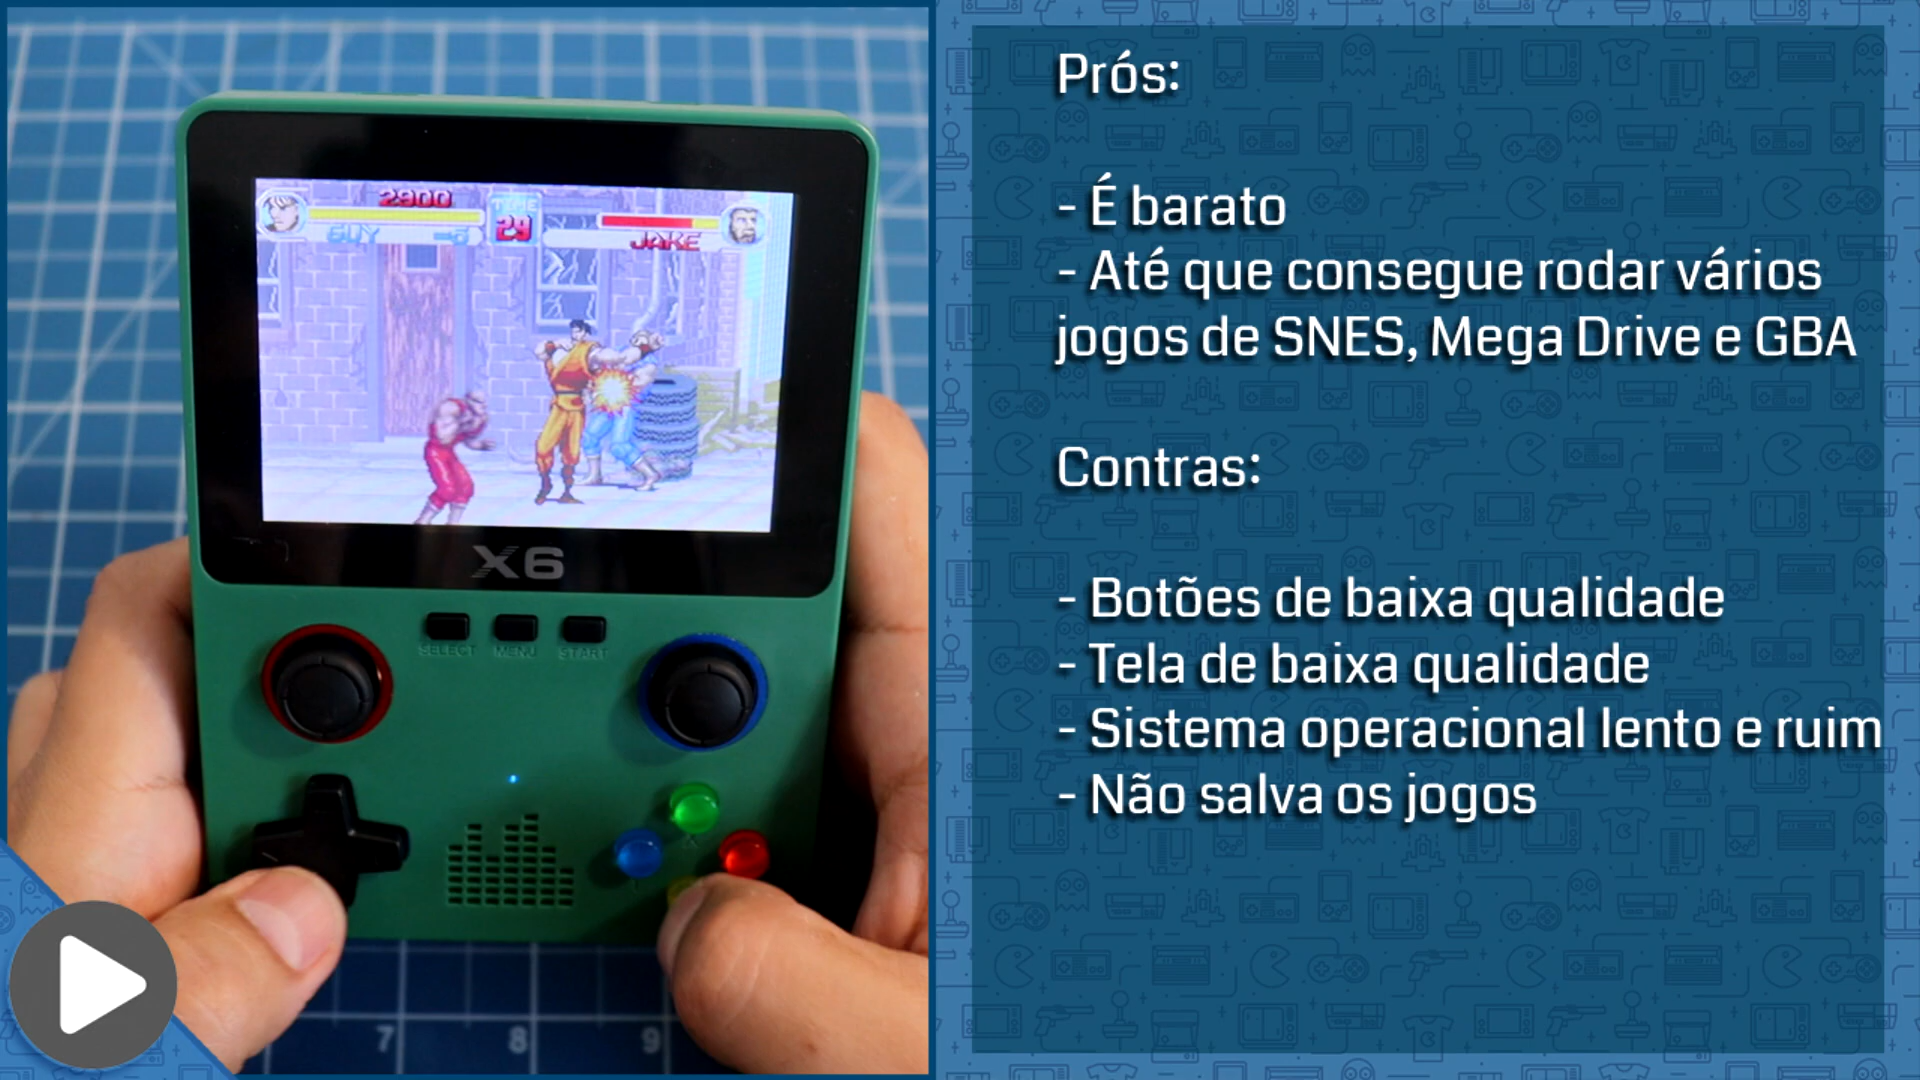 2900
TIME
29
GUY
JAKE
X6
SELECT
MENU
START
7
8
9
Prós:
- É barato
- Até que consegue rodar vários
jogos de SNES, Mega Drive e GBA
Contras:
- Botões de baixa qualidade
- Tela de baixa qualidade
- Sistema operacional lento e ruim
- Não salva os jogos